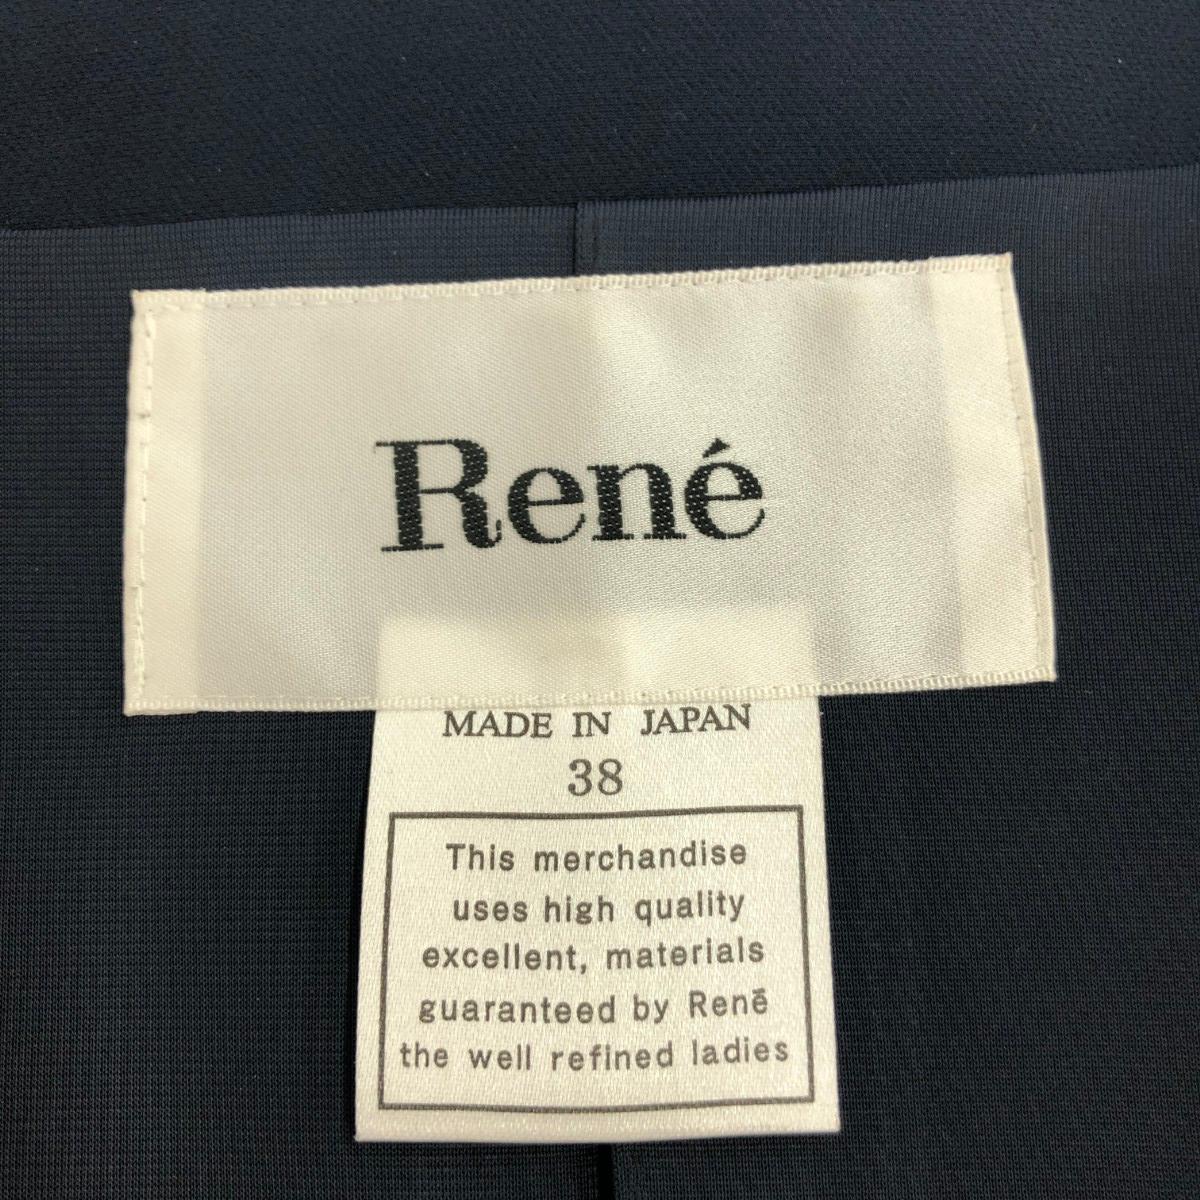 René
MADE IN JAPAN
38
This merchandise
uses high quality
excellent, materials
guaranteed by Renē
the well refined ladies